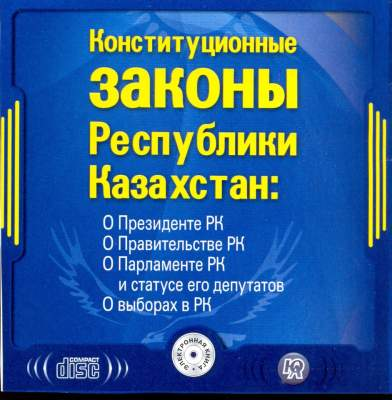 Конституционные
законы
Республики
Казахстан:
О Президенте РК
О Правительстве РК
О Парламенте РК
и статусе его депутатов
О выборах в РК
COMPACT
disc
ЭЛЕКТРОННАЯ КНИГА